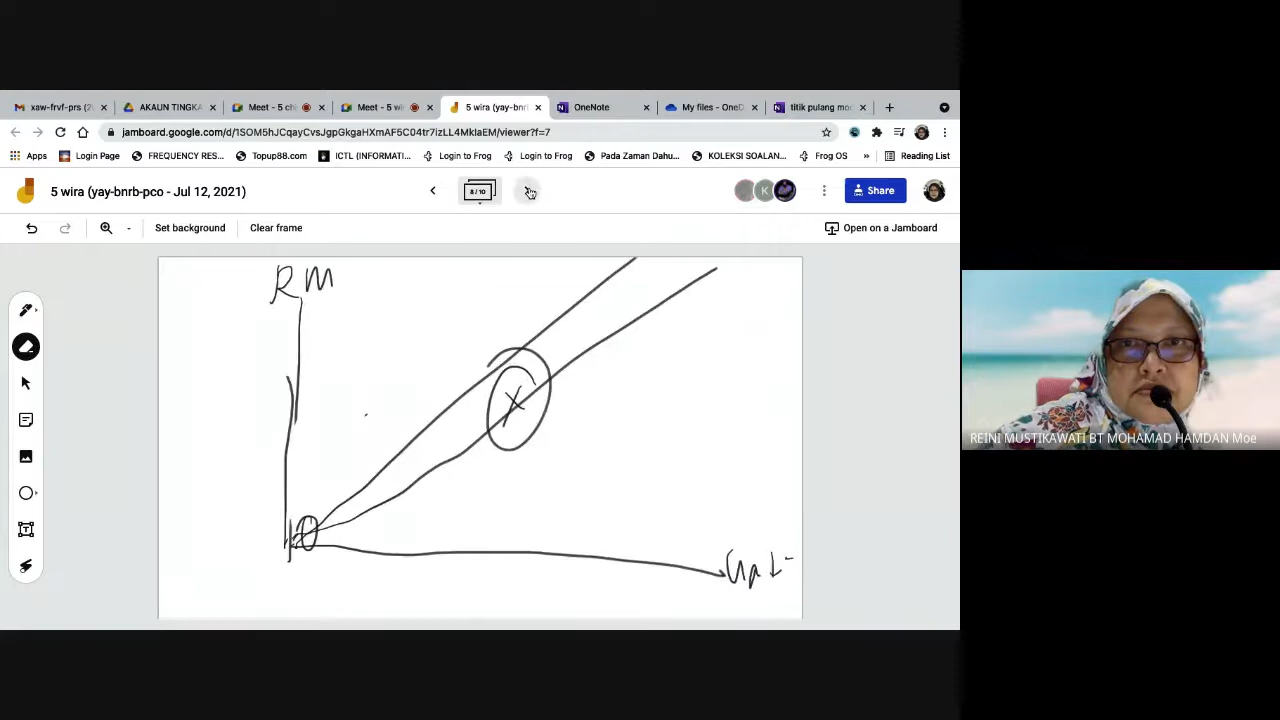 xaw-frvf-prs (2
AKAUN TINGKA
Meet - 5 ch
Meet - 5 wi
5 wira (yay-bnr
OneNote
My files - OneD
titik pulang mo
jamboard.google.com/d/1SOM5hJCqayCvsJgpGkgaHXmAF5C04tr7izLL4MklaEM/viewer?f=7
Apps
Login Page
FREQUENCY RES...
Topup88.com
ICTL (INFORMATI...
Login to Frog
Login to Frog
Pada Zaman Dahu...
KOLEKSI SOALAN...
Frog OS
»
Reading List
5 wira (yay-bnrb-pco - Jul 12, 2021)
8 / 10
K
Share
Set background
Clear frame
Open on a Jamboard
RM
REINI MUSTIKAWATI BT MOHAMAD HAMDAN Moe